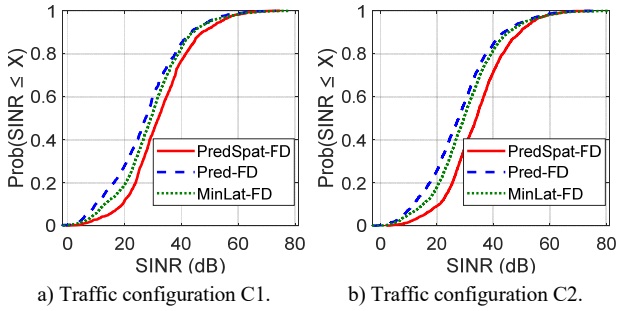 Prob(SINR ≤ X)
1
0.8
0.6
0.4
0.2
0
PredSpat-FD
Pred-FD
MinLat-FD
0 20 40 60 80
SINR (dB)
a) Traffic configuration C1.
Prob(SINR ≤ X)
1
0.8
0.6
0.4
0.2
0
PredSpat-FD
Pred-FD
MinLat-FD
0 20 40 60 80
SINR (dB)
b) Traffic configuration C2.